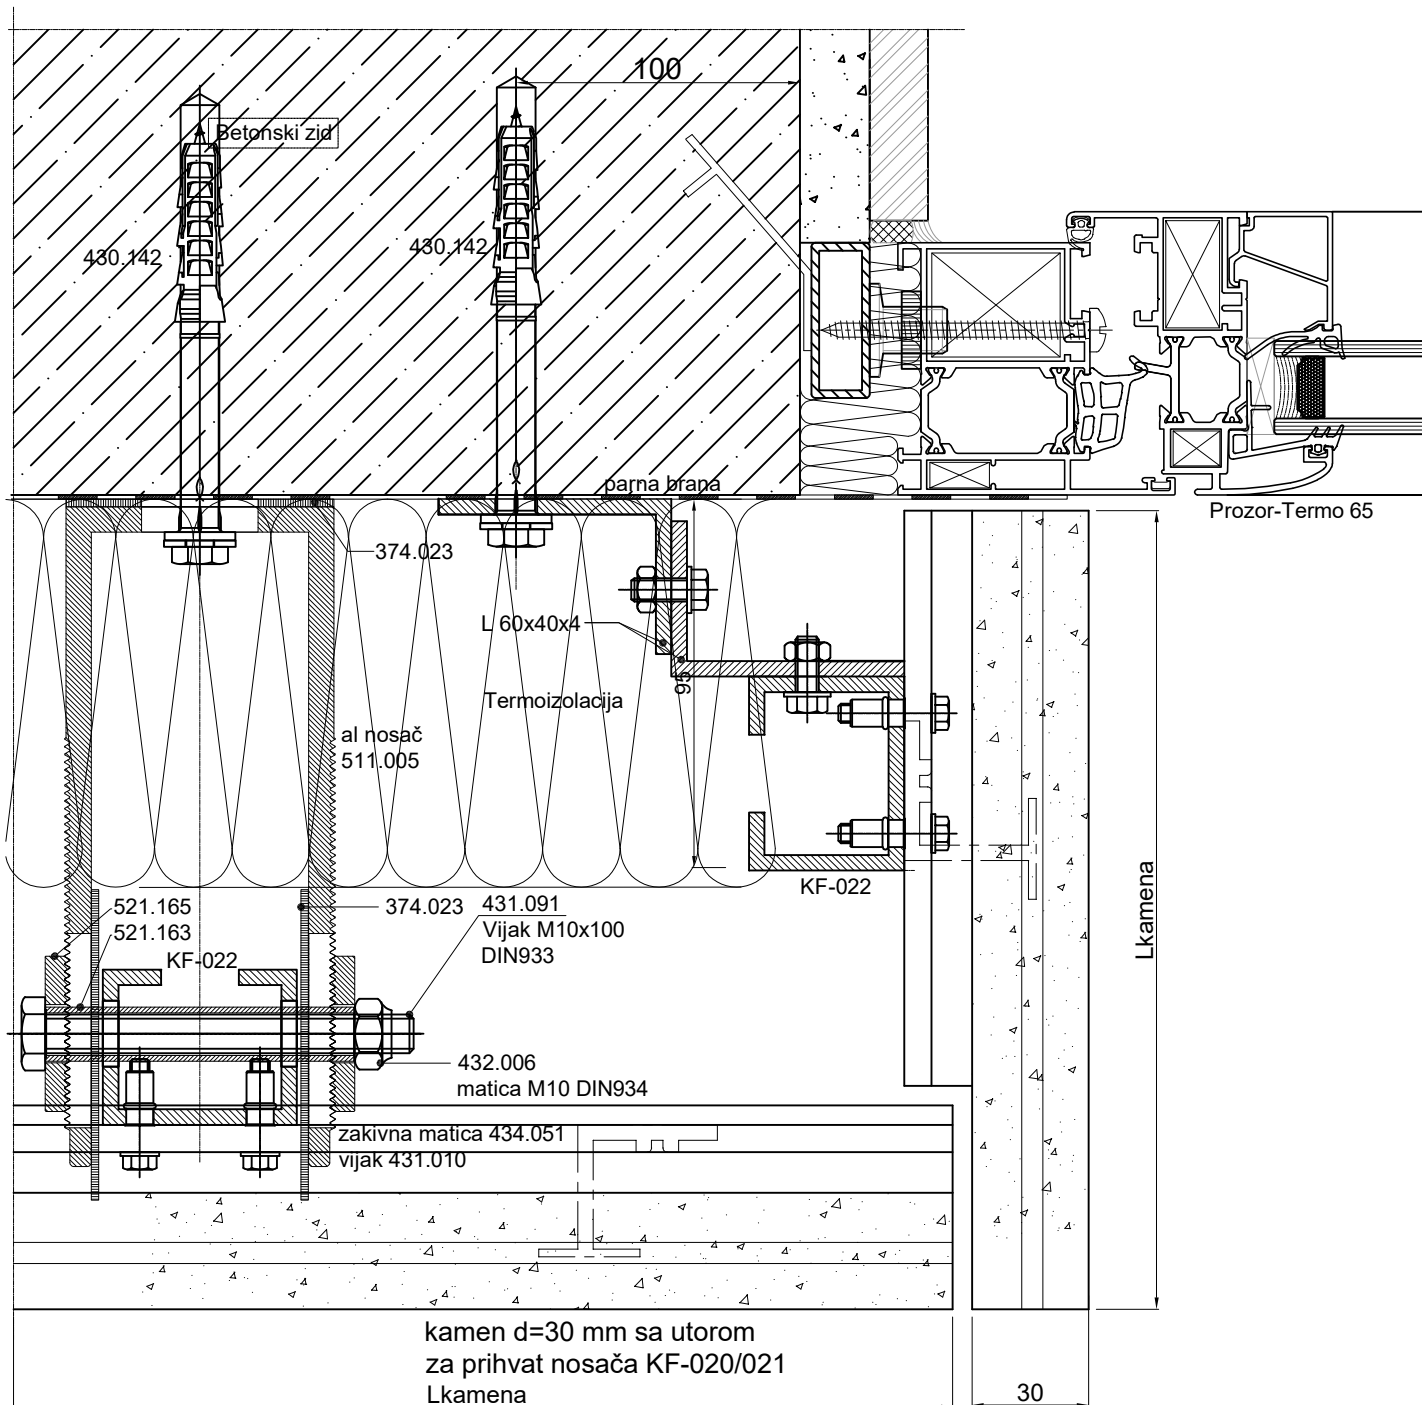 100
Betonski zid
430.142
430.142
parna brana
Prozor-Termo 65
374.023
L 60x40x4
95
Termoizolacija
al nosač
511.005
KF-022
Lkamena
521.165
521.163
KF-022
374.023
431.091
Vijak M10x100
DIN933
432.006
matica M10 DIN934
zakivna matica 434.051
vijak 431.010
kamen d=30 mm sa utorom
za prihvat nosača KF-020/021
Lkamena
30